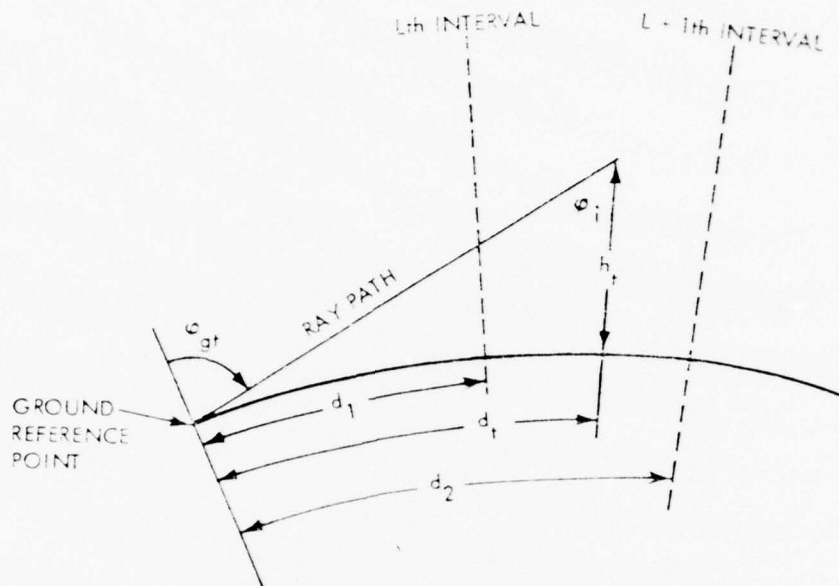 Lth INTERVAL
L - 1th INTERVAL
φi
ht
RAY PATH
φgt
GROUND
REFERENCE
POINT
d1
dt
d2